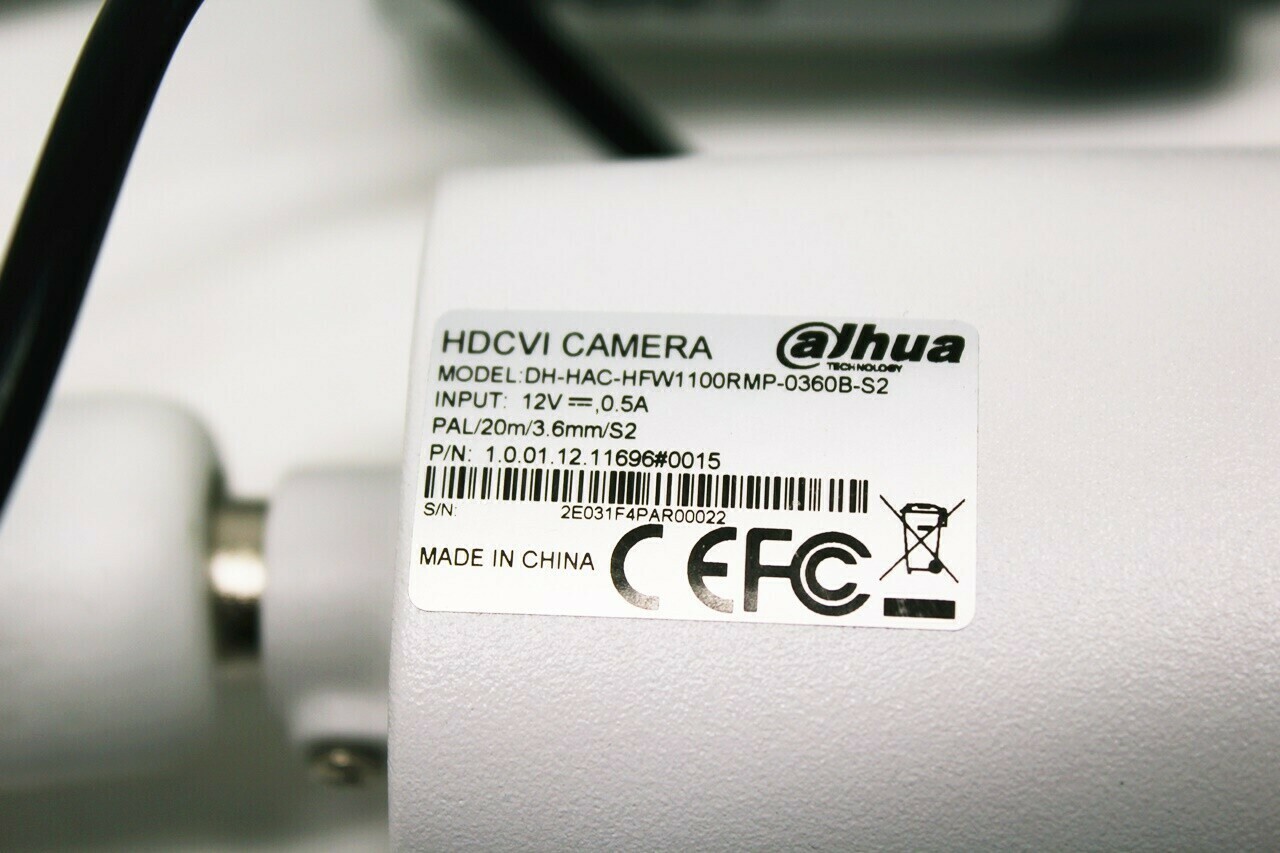 HDCVI CAMERA
alhua
TECHNOLOGY
MODEL:DH-HAC-HFW1100RMP-0360B-S2
INPUT: 12V⎓,0.5A
PAL/20m/3.6mm/S2
P/N: 1.0.01.12.11696#0015
S/N: 2E031F4PAR00022
MADE IN CHINA
CE FC